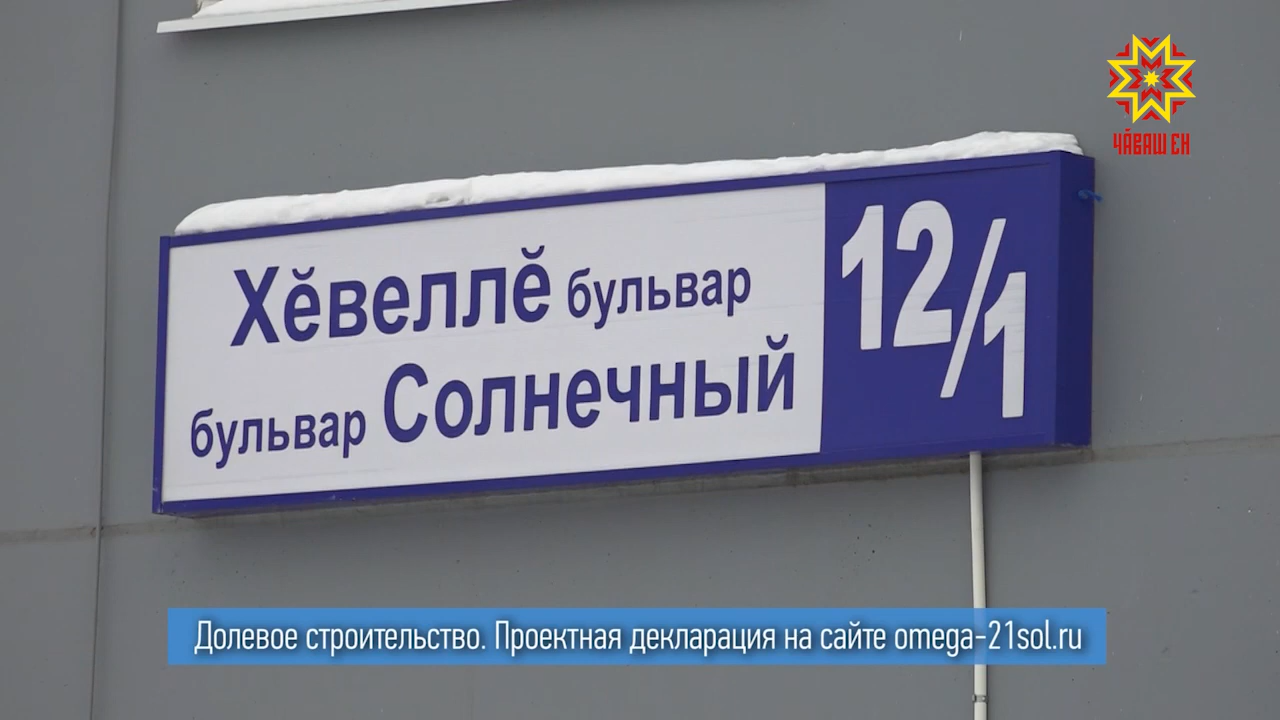 ЧӐВАШ ЕН
Хӗвеллӗ бульвар
бульвар Солнечный
12/1
Долевое строительство. Проектная декларация на сайте omega-21sol.ru